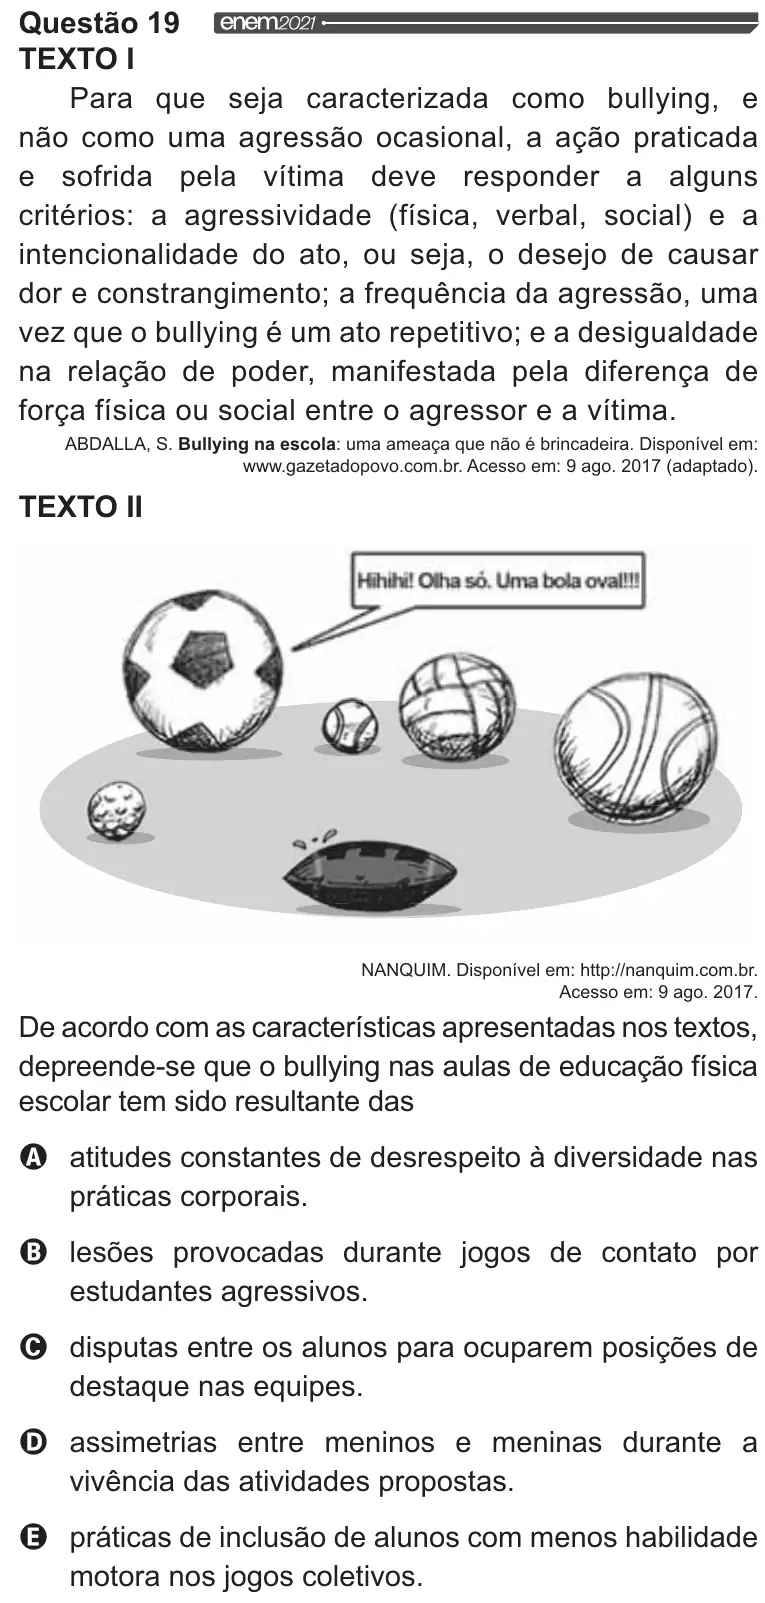 Questão 19 enem2021
TEXTO I
Para que seja caracterizada como bullying, e
não como uma agressão ocasional, a ação praticada
e sofrida pela vítima deve responder a alguns
critérios: a agressividade (física, verbal, social) e a
intencionalidade do ato, ou seja, o desejo de causar
dor e constrangimento; a frequência da agressão, uma
vez que o bullying é um ato repetitivo; e a desigualdade
na relação de poder, manifestada pela diferença de
força física ou social entre o agressor e a vítima.
ABDALLA, S. Bullying na escola: uma ameaça que não é brincadeira. Disponível em:
www.gazetadopovo.com.br. Acesso em: 9 ago. 2017 (adaptado).
TEXTO II
Hihihi! Olha só. Uma bola oval!!!
NANQUIM. Disponível em: http://nanquim.com.br.
Acesso em: 9 ago. 2017.
De acordo com as características apresentadas nos textos,
depreende-se que o bullying nas aulas de educação física
escolar tem sido resultante das
A atitudes constantes de desrespeito à diversidade nas
práticas corporais.
B lesões provocadas durante jogos de contato por
estudantes agressivos.
C disputas entre os alunos para ocuparem posições de
destaque nas equipes.
D assimetrias entre meninos e meninas durante a
vivência das atividades propostas.
E práticas de inclusão de alunos com menos habilidade
motora nos jogos coletivos.